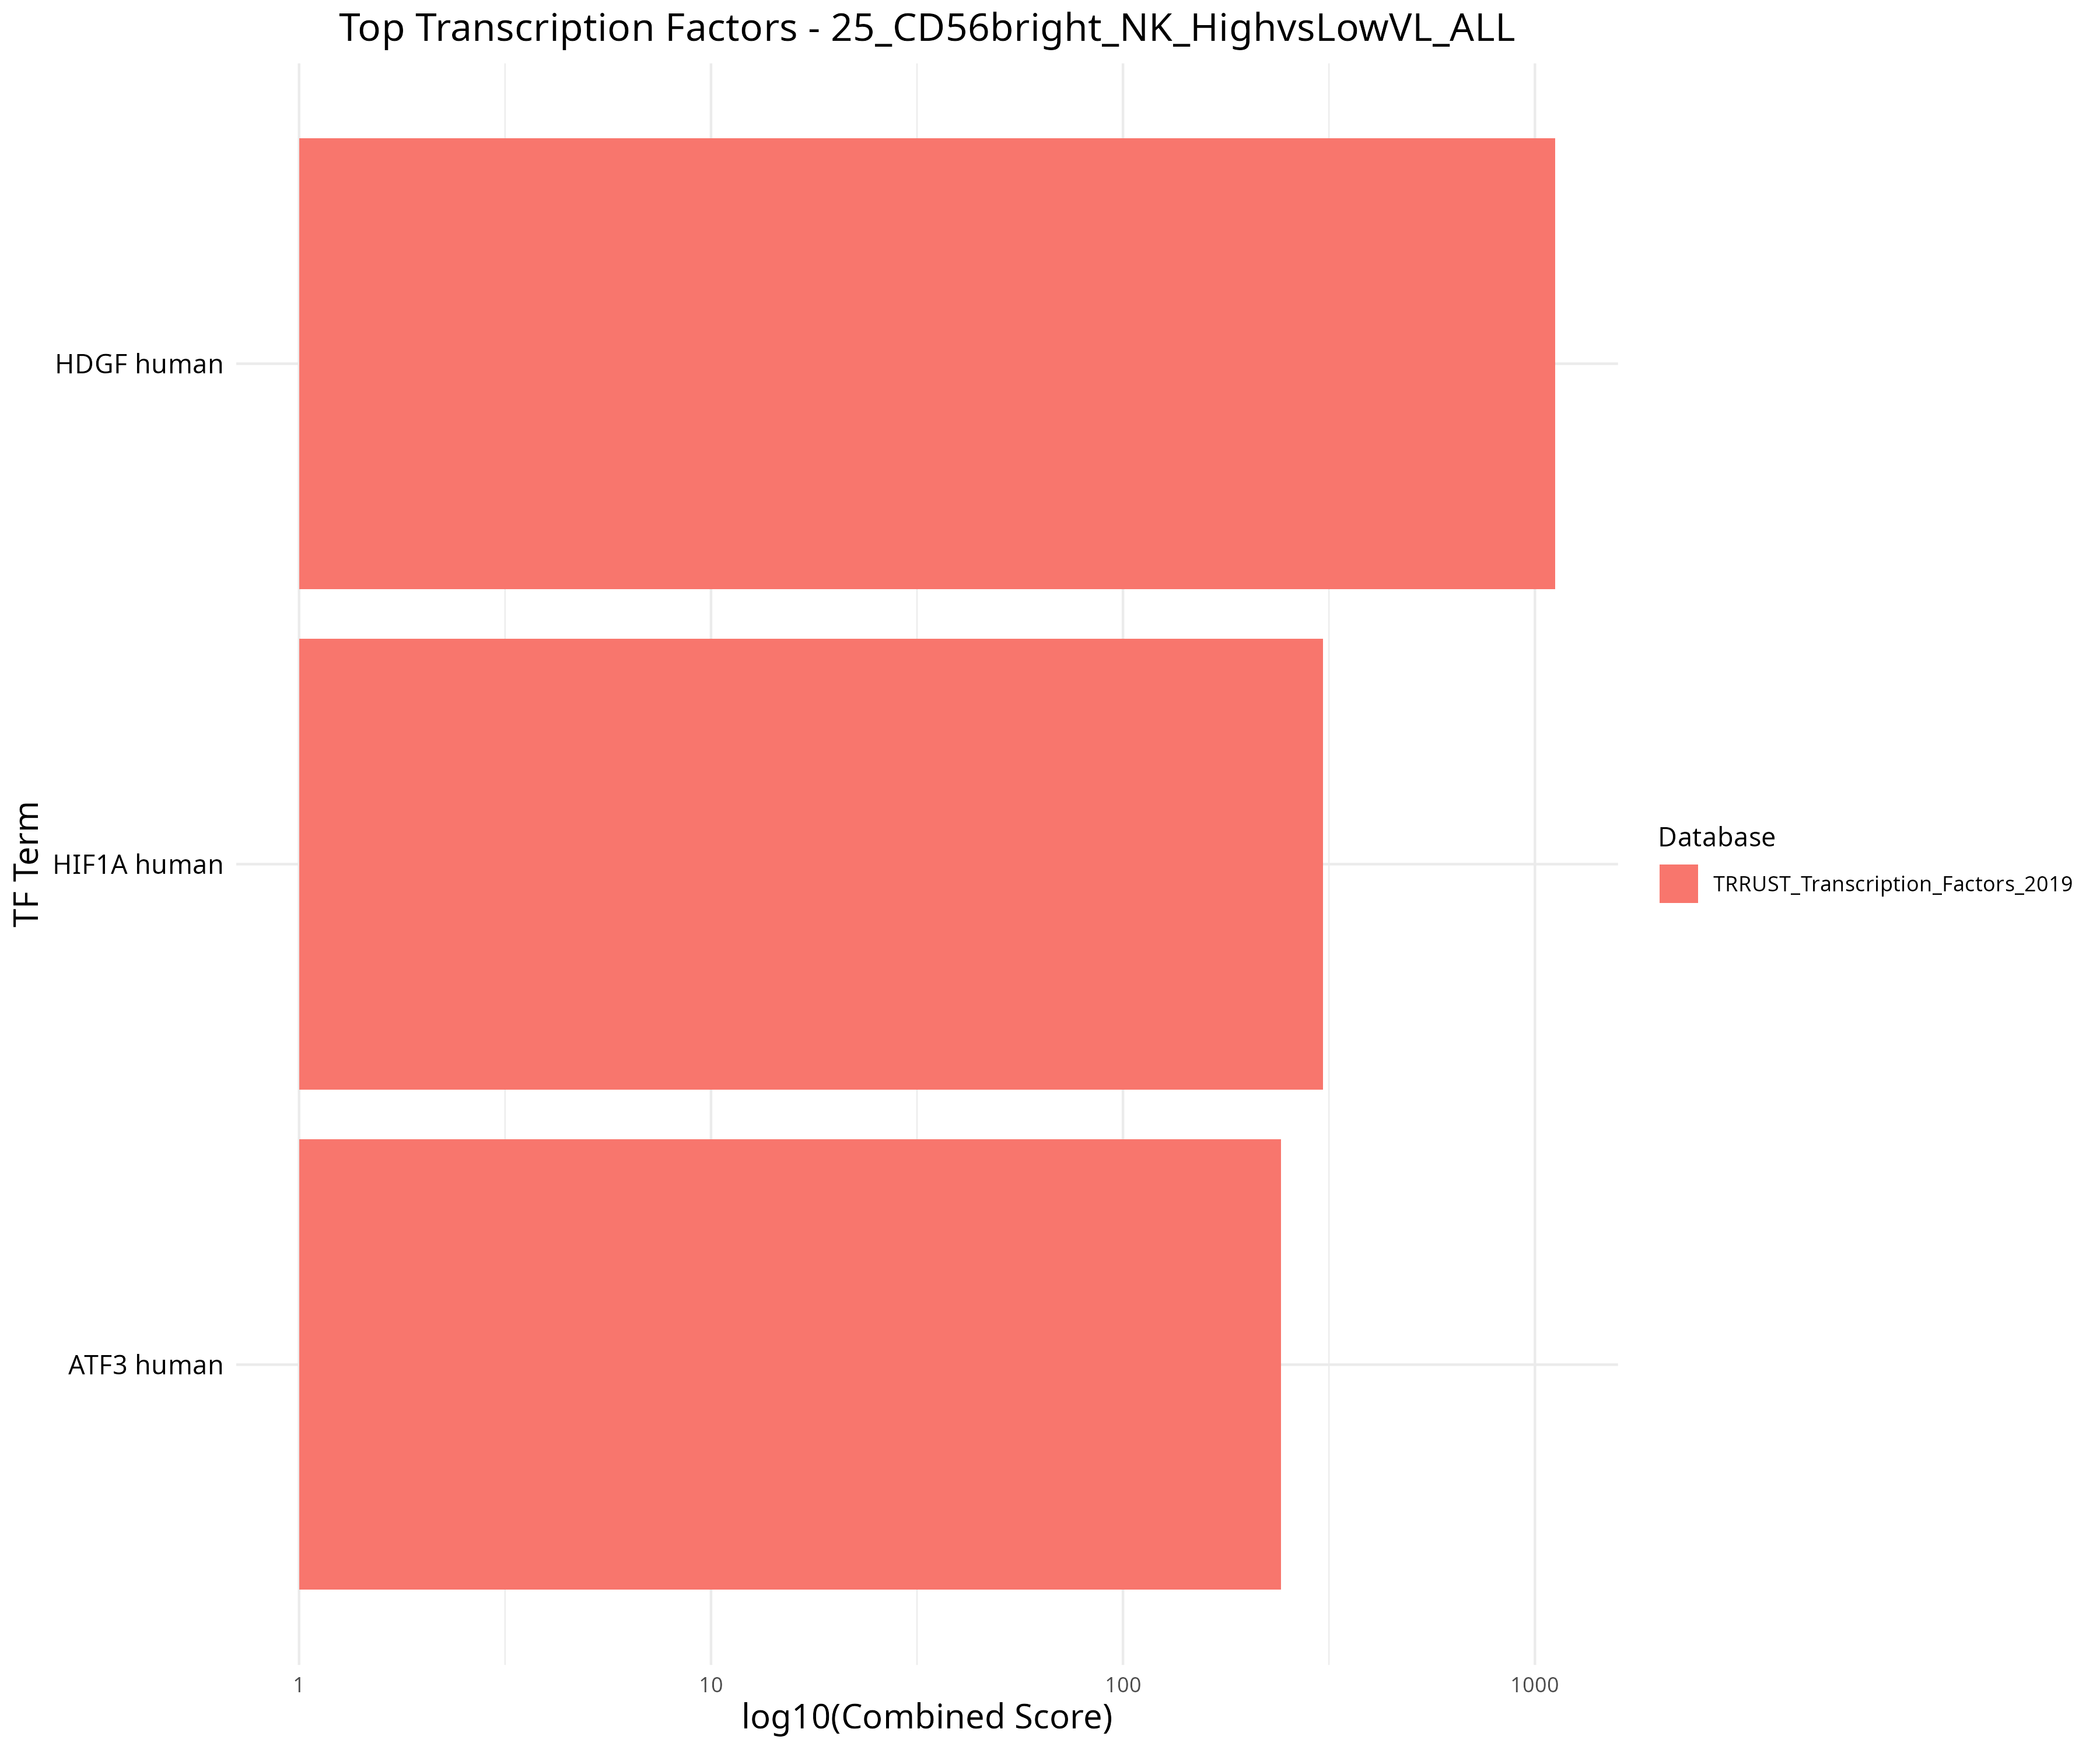 Top Transcription Factors - 25_CD56bright_NK_HighvsLowVL_ALL
TF Term
HDGF human
HIF1A human
ATF3 human
1 10 100 1000
log10(Combined Score)
Database
TRRUST_Transcription_Factors_2019